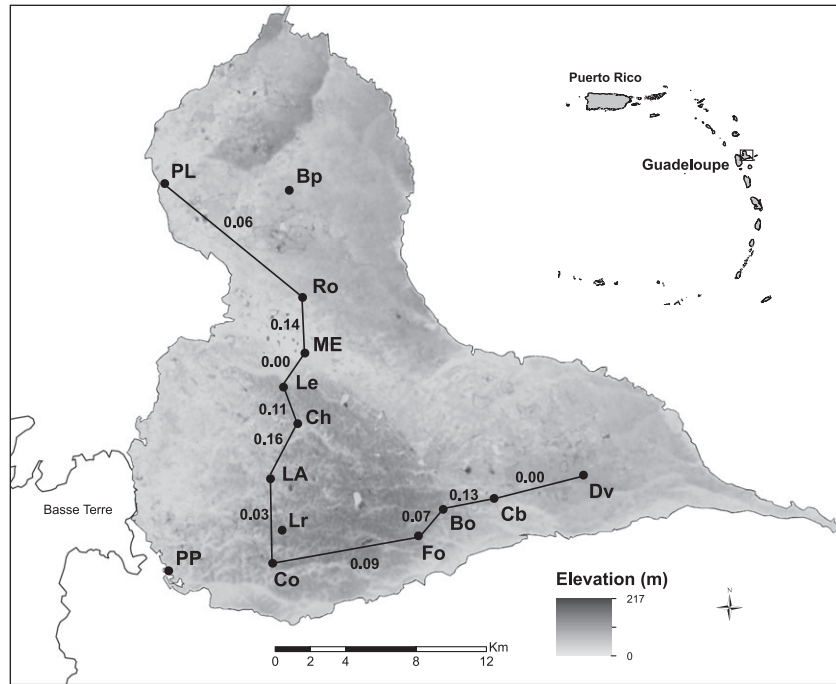 Puerto Rico
Guadeloupe
PL
Bp
0.06
Ro
0.14
ME
0.00
Le
0.11
Ch
0.16
LA
0.03
Lr
Basse Terre
PP
Co
0.09
Fo
0.07
Bo
0.13
Cb
0.00
Dv
Elevation (m)
217
0
N
Km
0 2 4 8 12